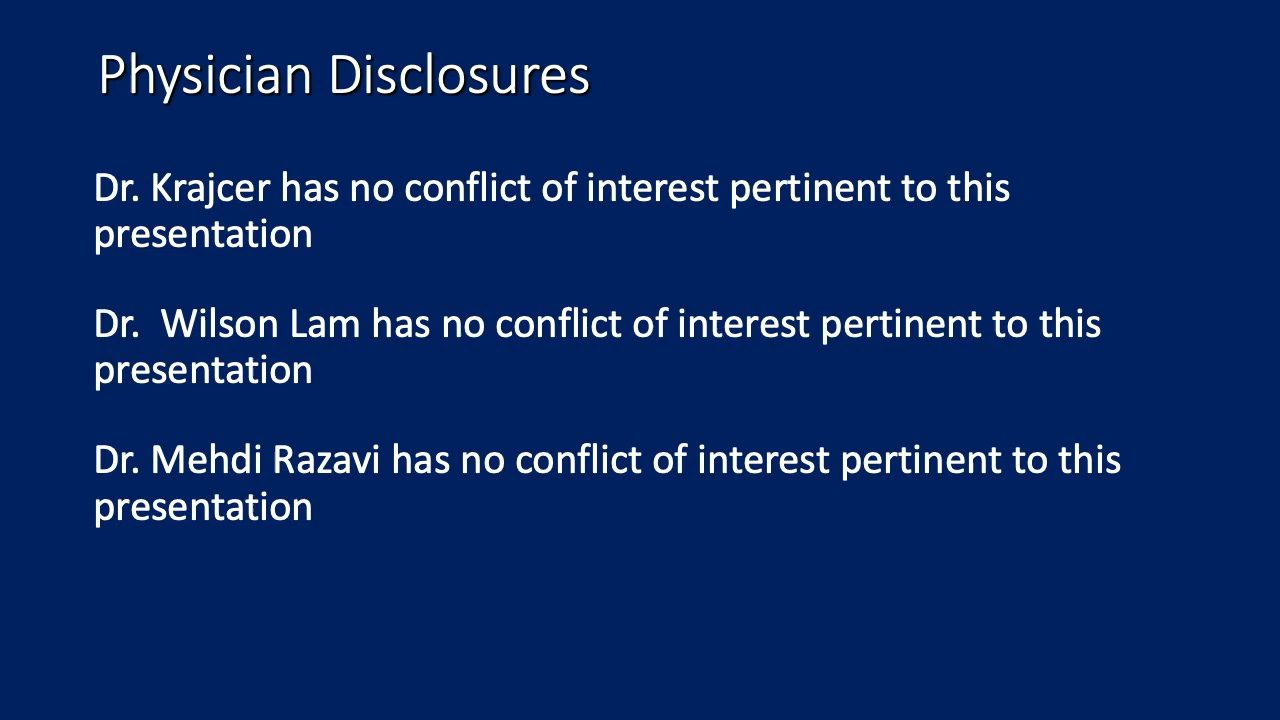 Physician Disclosures
Dr. Krajcer has no conflict of interest pertinent to this
presentation
Dr.  Wilson Lam has no conflict of interest pertinent to this
presentation
Dr. Mehdi Razavi has no conflict of interest pertinent to this
presentation